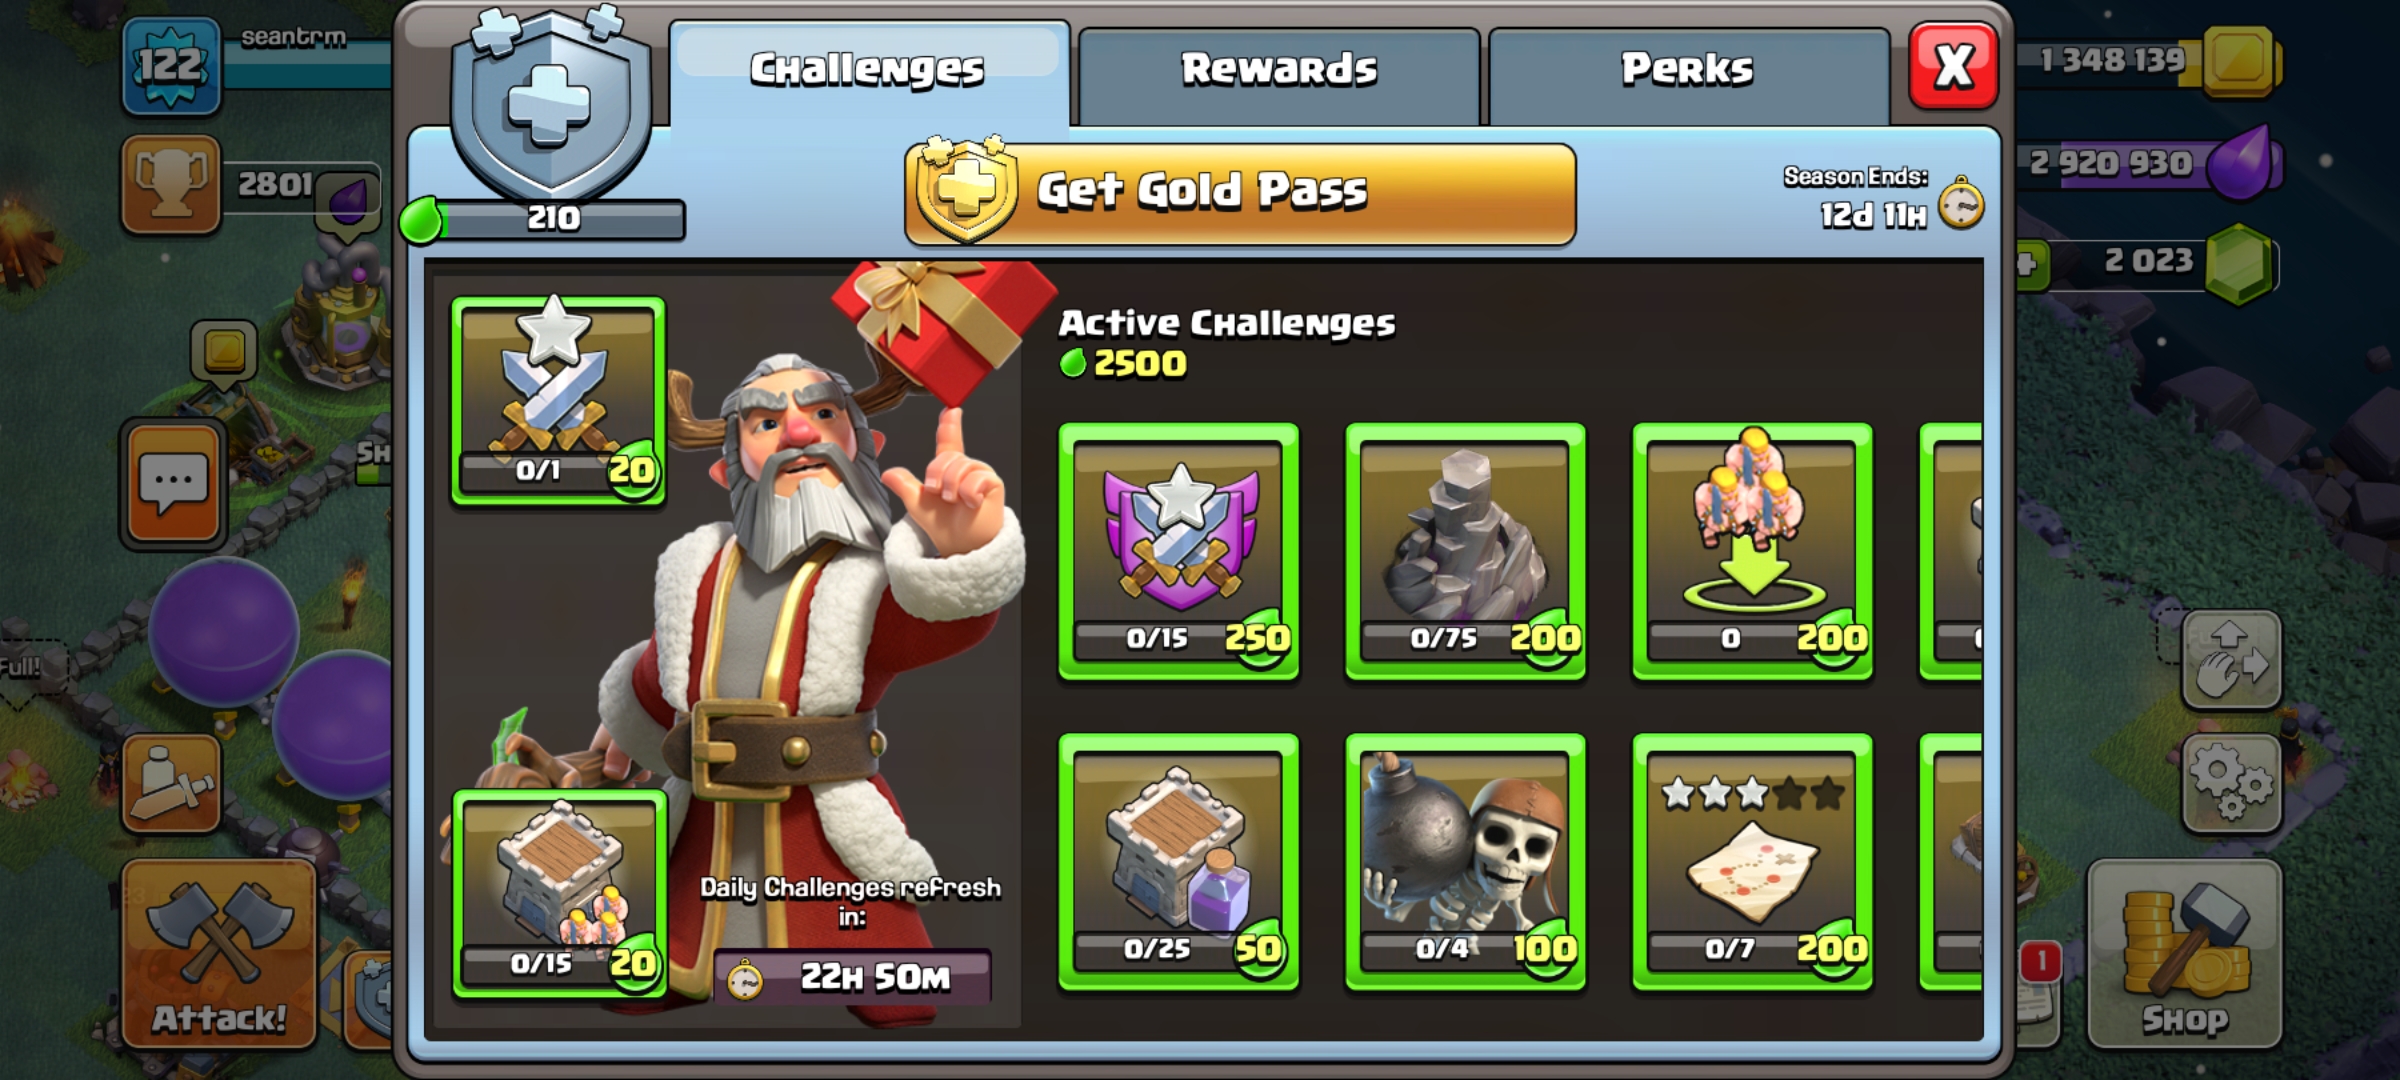 122
seantrm
2801
Challenges
Rewards
Perks
X
1 348 139
2 920 930
2 023
210
Get Gold Pass
Season Ends:
12d 11H
Active Challenges
2500
0/1
20
0/15
250
0/75
200
0
200
0/15
20
Daily Challenges refresh
in:
22H 50M
0/25
50
0/4
100
0/7
200
Full!
SH
Attack!
1
Shop